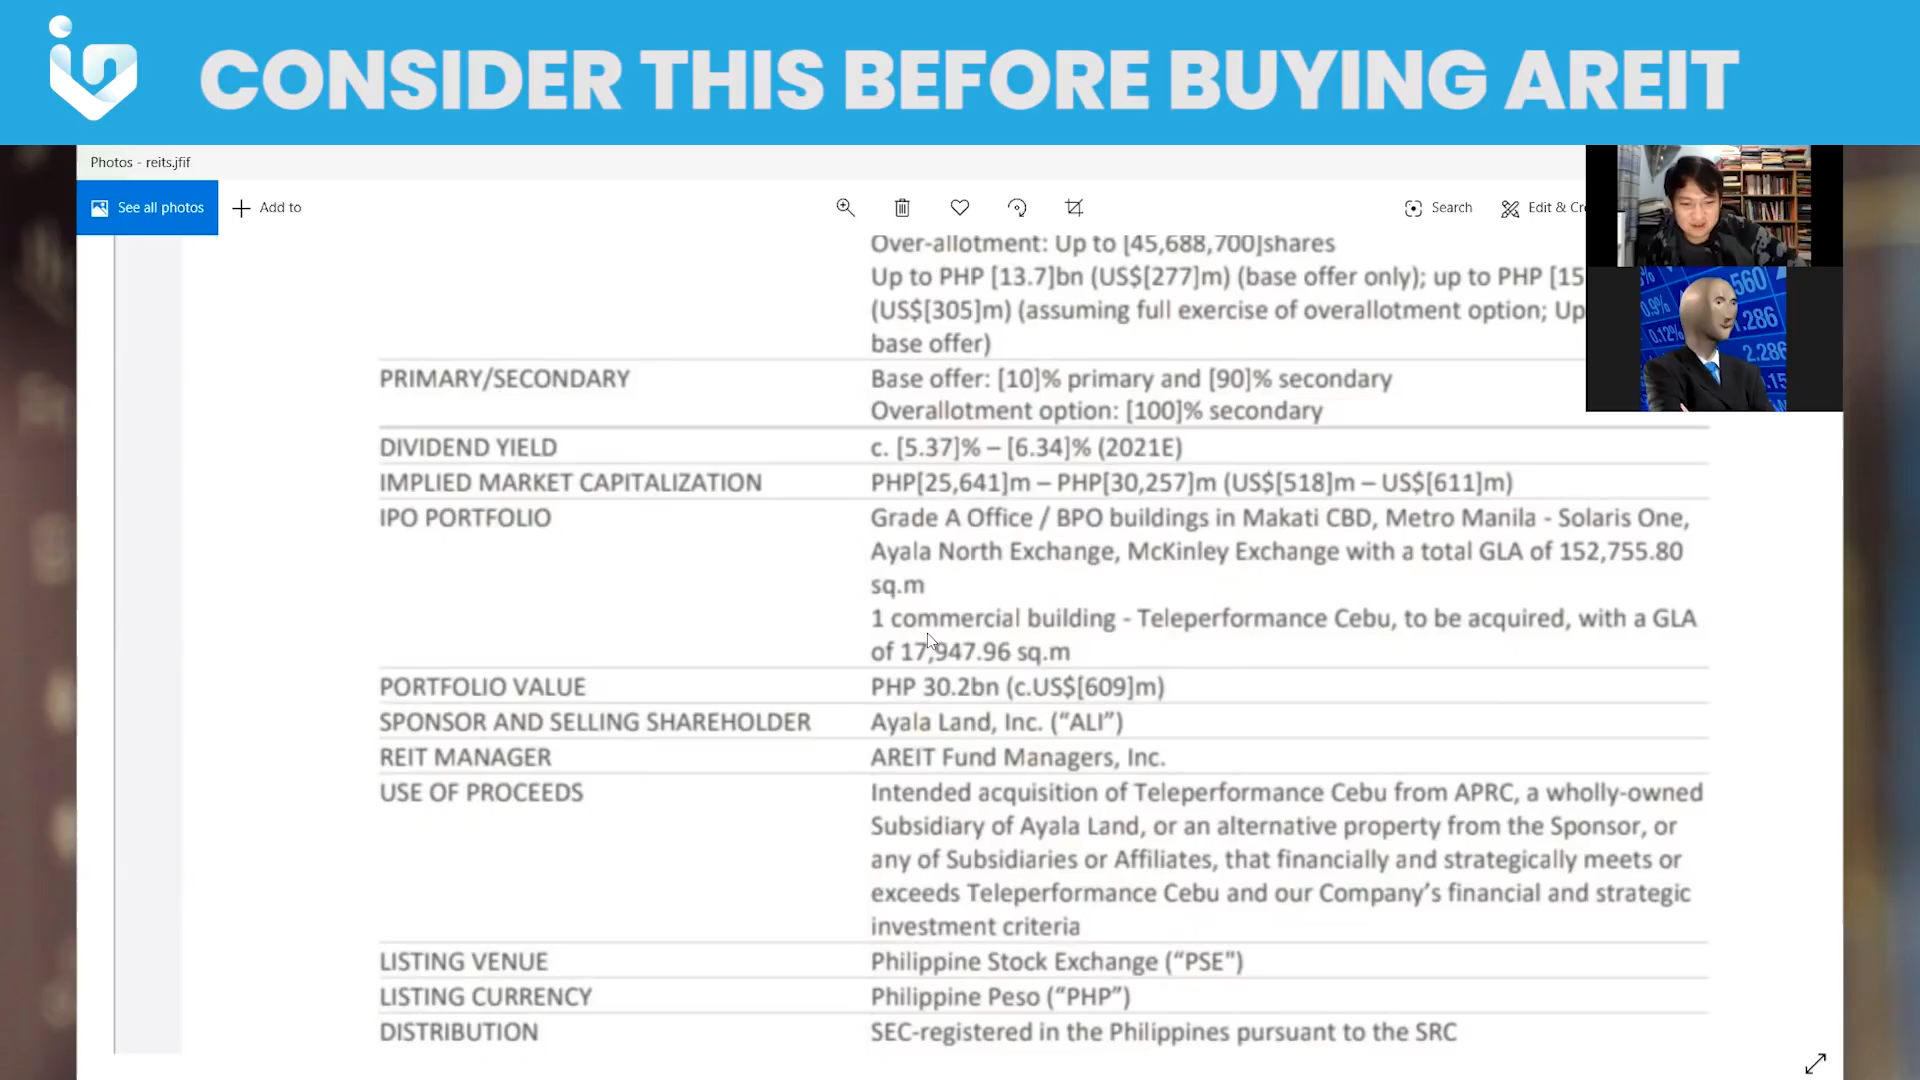 CONSIDER THIS BEFORE BUYING AREIT
Photos - reits.jfif
See all photos
Add to
Search
Edit & Cr
Over-allotment: Up to [45,688,700]shares
Up to PHP [13.7]bn (US$[277]m) (base offer only); up to PHP [15
(US$[305]m) (assuming full exercise of overallotment option; Up
base offer)
PRIMARY/SECONDARY
Base offer: [10]% primary and [90]% secondary
Overallotment option: [100]% secondary
DIVIDEND YIELD
c. [5.37]% – [6.34]% (2021E)
IMPLIED MARKET CAPITALIZATION
PHP[25,641]m – PHP[30,257]m (US$[518]m – US$[611]m)
IPO PORTFOLIO
Grade A Office / BPO buildings in Makati CBD, Metro Manila - Solaris One,
Ayala North Exchange, McKinley Exchange with a total GLA of 152,755.80
sq.m
1 commercial building - Teleperformance Cebu, to be acquired, with a GLA
of 17,947.96 sq.m
PORTFOLIO VALUE
PHP 30.2bn (c.US$[609]m)
SPONSOR AND SELLING SHAREHOLDER
Ayala Land, Inc. (“ALI”)
REIT MANAGER
AREIT Fund Managers, Inc.
USE OF PROCEEDS
Intended acquisition of Teleperformance Cebu from APRC, a wholly-owned
Subsidiary of Ayala Land, or an alternative property from the Sponsor, or
any of Subsidiaries or Affiliates, that financially and strategically meets or
exceeds Teleperformance Cebu and our Company’s financial and strategic
investment criteria
LISTING VENUE
Philippine Stock Exchange (“PSE")
LISTING CURRENCY
Philippine Peso (“PHP”)
DISTRIBUTION
SEC-registered in the Philippines pursuant to the SRC
560
0.9%
0.12%
1.286
2.286